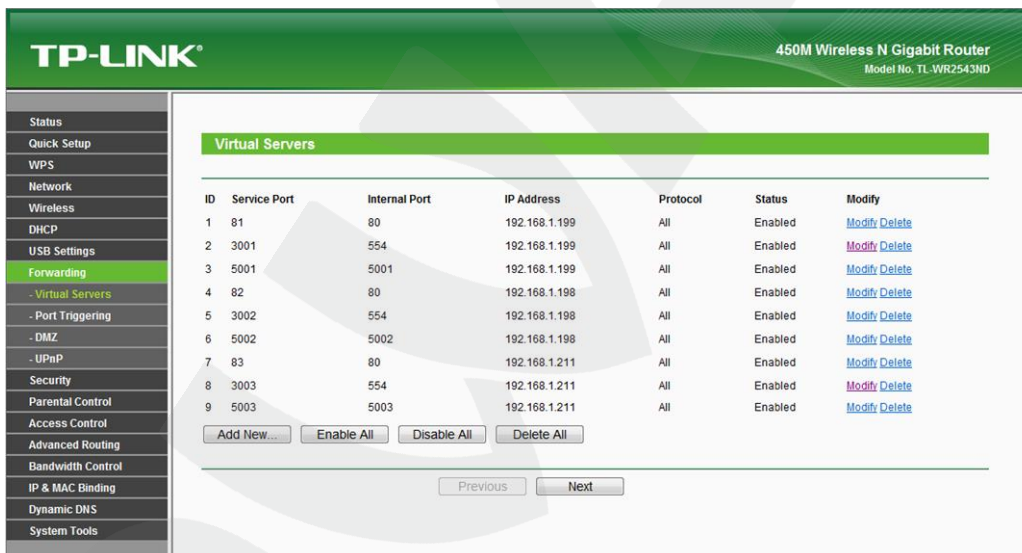 TP-LINK®
450M Wireless N Gigabit Router
Model No. TL-WR2543ND
Status
Quick Setup
WPS
Network
Wireless
DHCP
USB Settings
Forwarding
- Virtual Servers
- Port Triggering
- DMZ
- UPnP
Security
Parental Control
Access Control
Advanced Routing
Bandwidth Control
IP & MAC Binding
Dynamic DNS
System Tools
Virtual Servers
ID Service Port Internal Port IP Address Protocol Status Modify
1 81 80 192.168.1.199 All Enabled Modify Delete
2 3001 554 192.168.1.199 All Enabled Modify Delete
3 5001 5001 192.168.1.199 All Enabled Modify Delete
4 82 80 192.168.1.198 All Enabled Modify Delete
5 3002 554 192.168.1.198 All Enabled Modify Delete
6 5002 5002 192.168.1.198 All Enabled Modify Delete
7 83 80 192.168.1.211 All Enabled Modify Delete
8 3003 554 192.168.1.211 All Enabled Modify Delete
9 5003 5003 192.168.1.211 All Enabled Modify Delete
Add New... Enable All Disable All Delete All
Previous Next